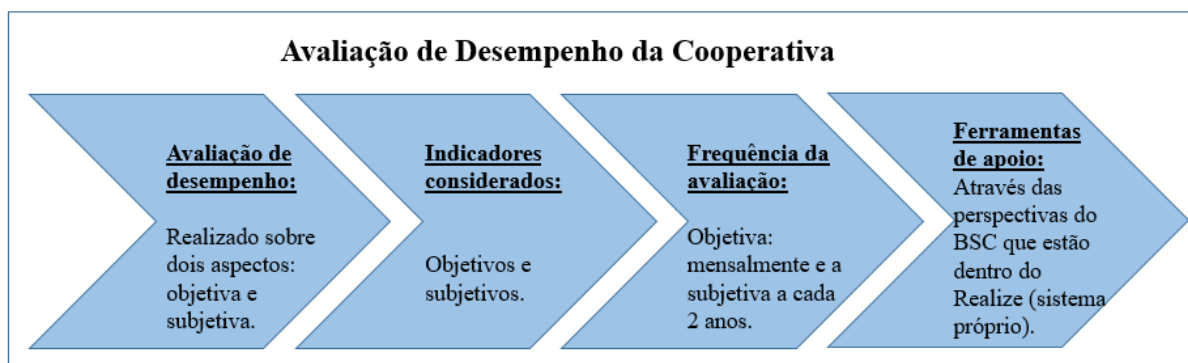 Avaliação de Desempenho da Cooperativa
Avaliação de
desempenho:
Realizado sobre
dois aspectos:
objetiva e
subjetiva.
Indicadores
considerados:
Objetivos e
subjetivos.
Frequência da
avaliação:
Objetiva:
mensalmente e a
subjetiva a cada
2 anos.
Ferramentas
de apoio:
Através das
perspectivas do
BSC que estão
dentro do
Realize (sistema
próprio).